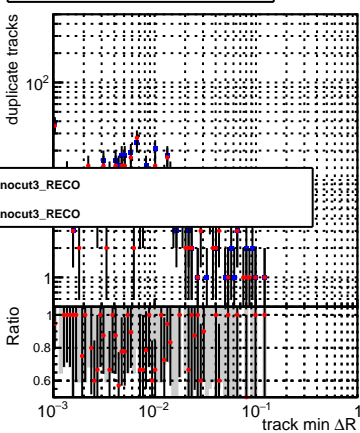 duplicate tracks
10²
nocut3_RECO
nocut3_RECO
1
Ratio
1
0.8
0.6
10⁻³ 10⁻² 10⁻¹ 1
track min ΔR